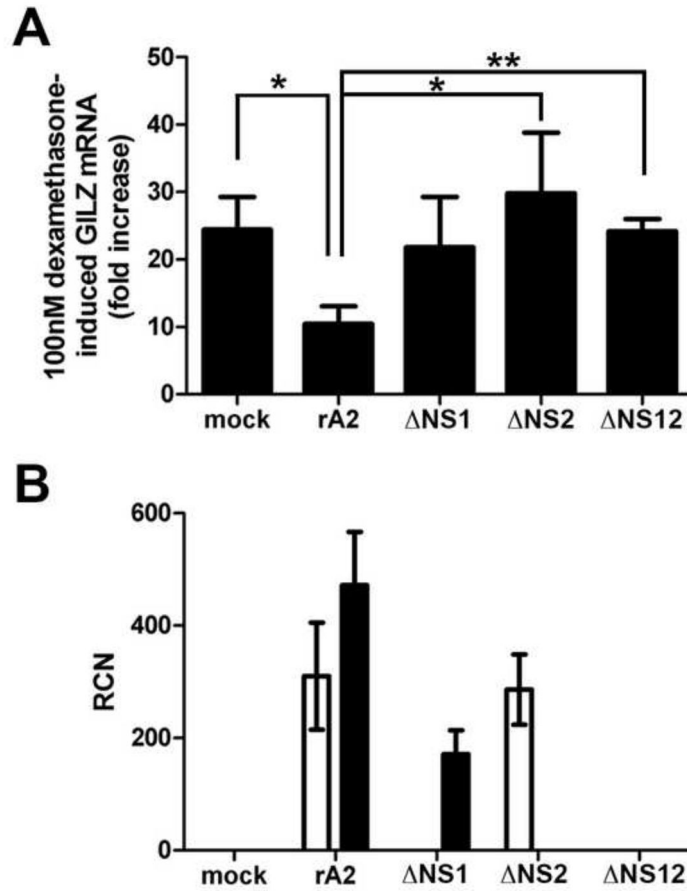 A
100nM dexamethasone-
induced GILZ mRNA
(fold increase)
50
40
30
20
10
0
*
*
**
mock rA2 ΔNS1 ΔNS2 ΔNS12
B
RCN
600
400
200
0
mock rA2 ΔNS1 ΔNS2 ΔNS12